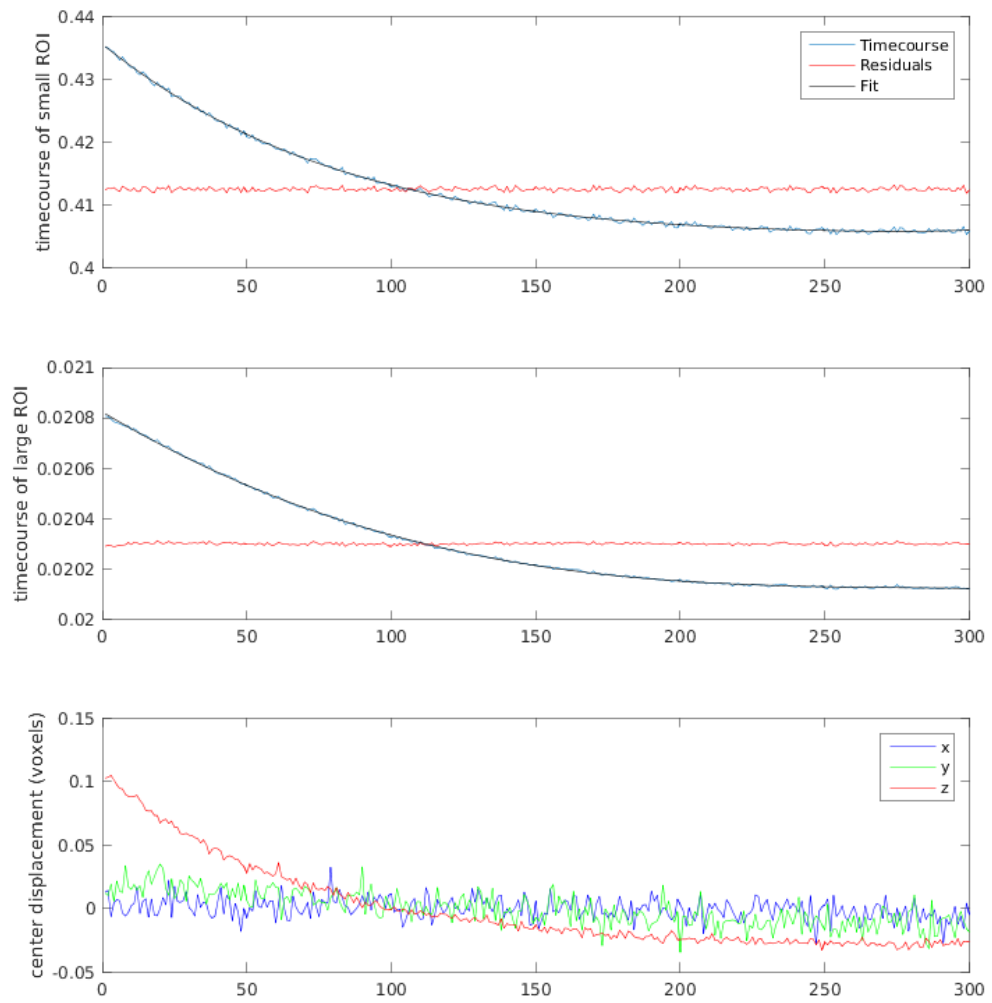 timecourse of small ROI
0.44
0.43
0.42
0.41
0.4
0 50 100 150 200 250 300
Timecourse
Residuals
Fit
timecourse of large ROI
0.021
0.0208
0.0206
0.0204
0.0202
0.02
0 50 100 150 200 250 300
center displacement (voxels)
0.15
0.1
0.05
0
-0.05
0 50 100 150 200 250 300
x
y
z